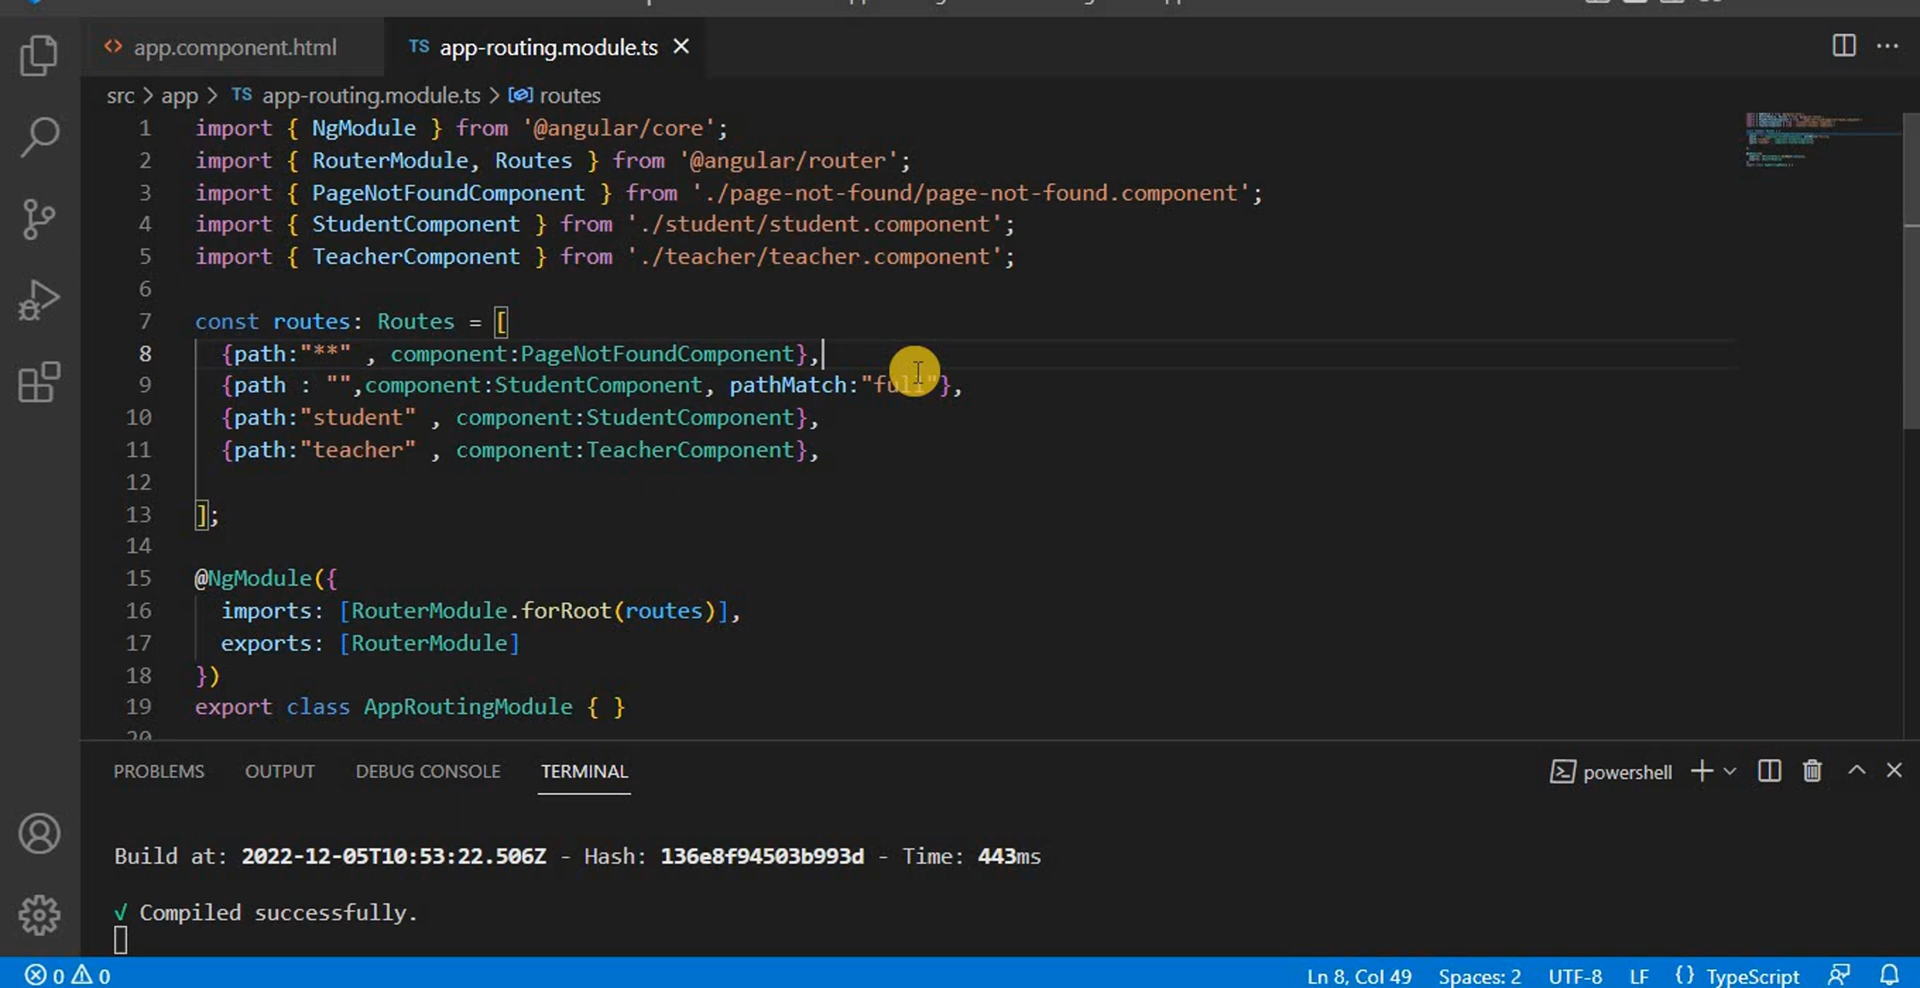 app.component.html
TS app-routing.module.ts
src > app > TS app-routing.module.ts > routes
1 import { NgModule } from '@angular/core';
2 import { RouterModule, Routes } from '@angular/router';
3 import { PageNotFoundComponent } from './page-not-found/page-not-found.component';
4 import { StudentComponent } from './student/student.component';
5 import { TeacherComponent } from './teacher/teacher.component';
6
7 const routes: Routes = [
8 {path:"**" , component:PageNotFoundComponent},
9 {path : "",component:StudentComponent, pathMatch:"full"},
10 {path:"student" , component:StudentComponent},
11 {path:"teacher" , component:TeacherComponent},
12
13 ];
14
15 @NgModule({
16 imports: [RouterModule.forRoot(routes)],
17 exports: [RouterModule]
18 })
19 export class AppRoutingModule { }
20
PROBLEMS OUTPUT DEBUG CONSOLE TERMINAL powershell
Build at: 2022-12-05T10:53:22.506Z - Hash: 136e8f94503b993d - Time: 443ms
√ Compiled successfully.
0 0 Ln 8, Col 49 Spaces: 2 UTF-8 LF {} TypeScript